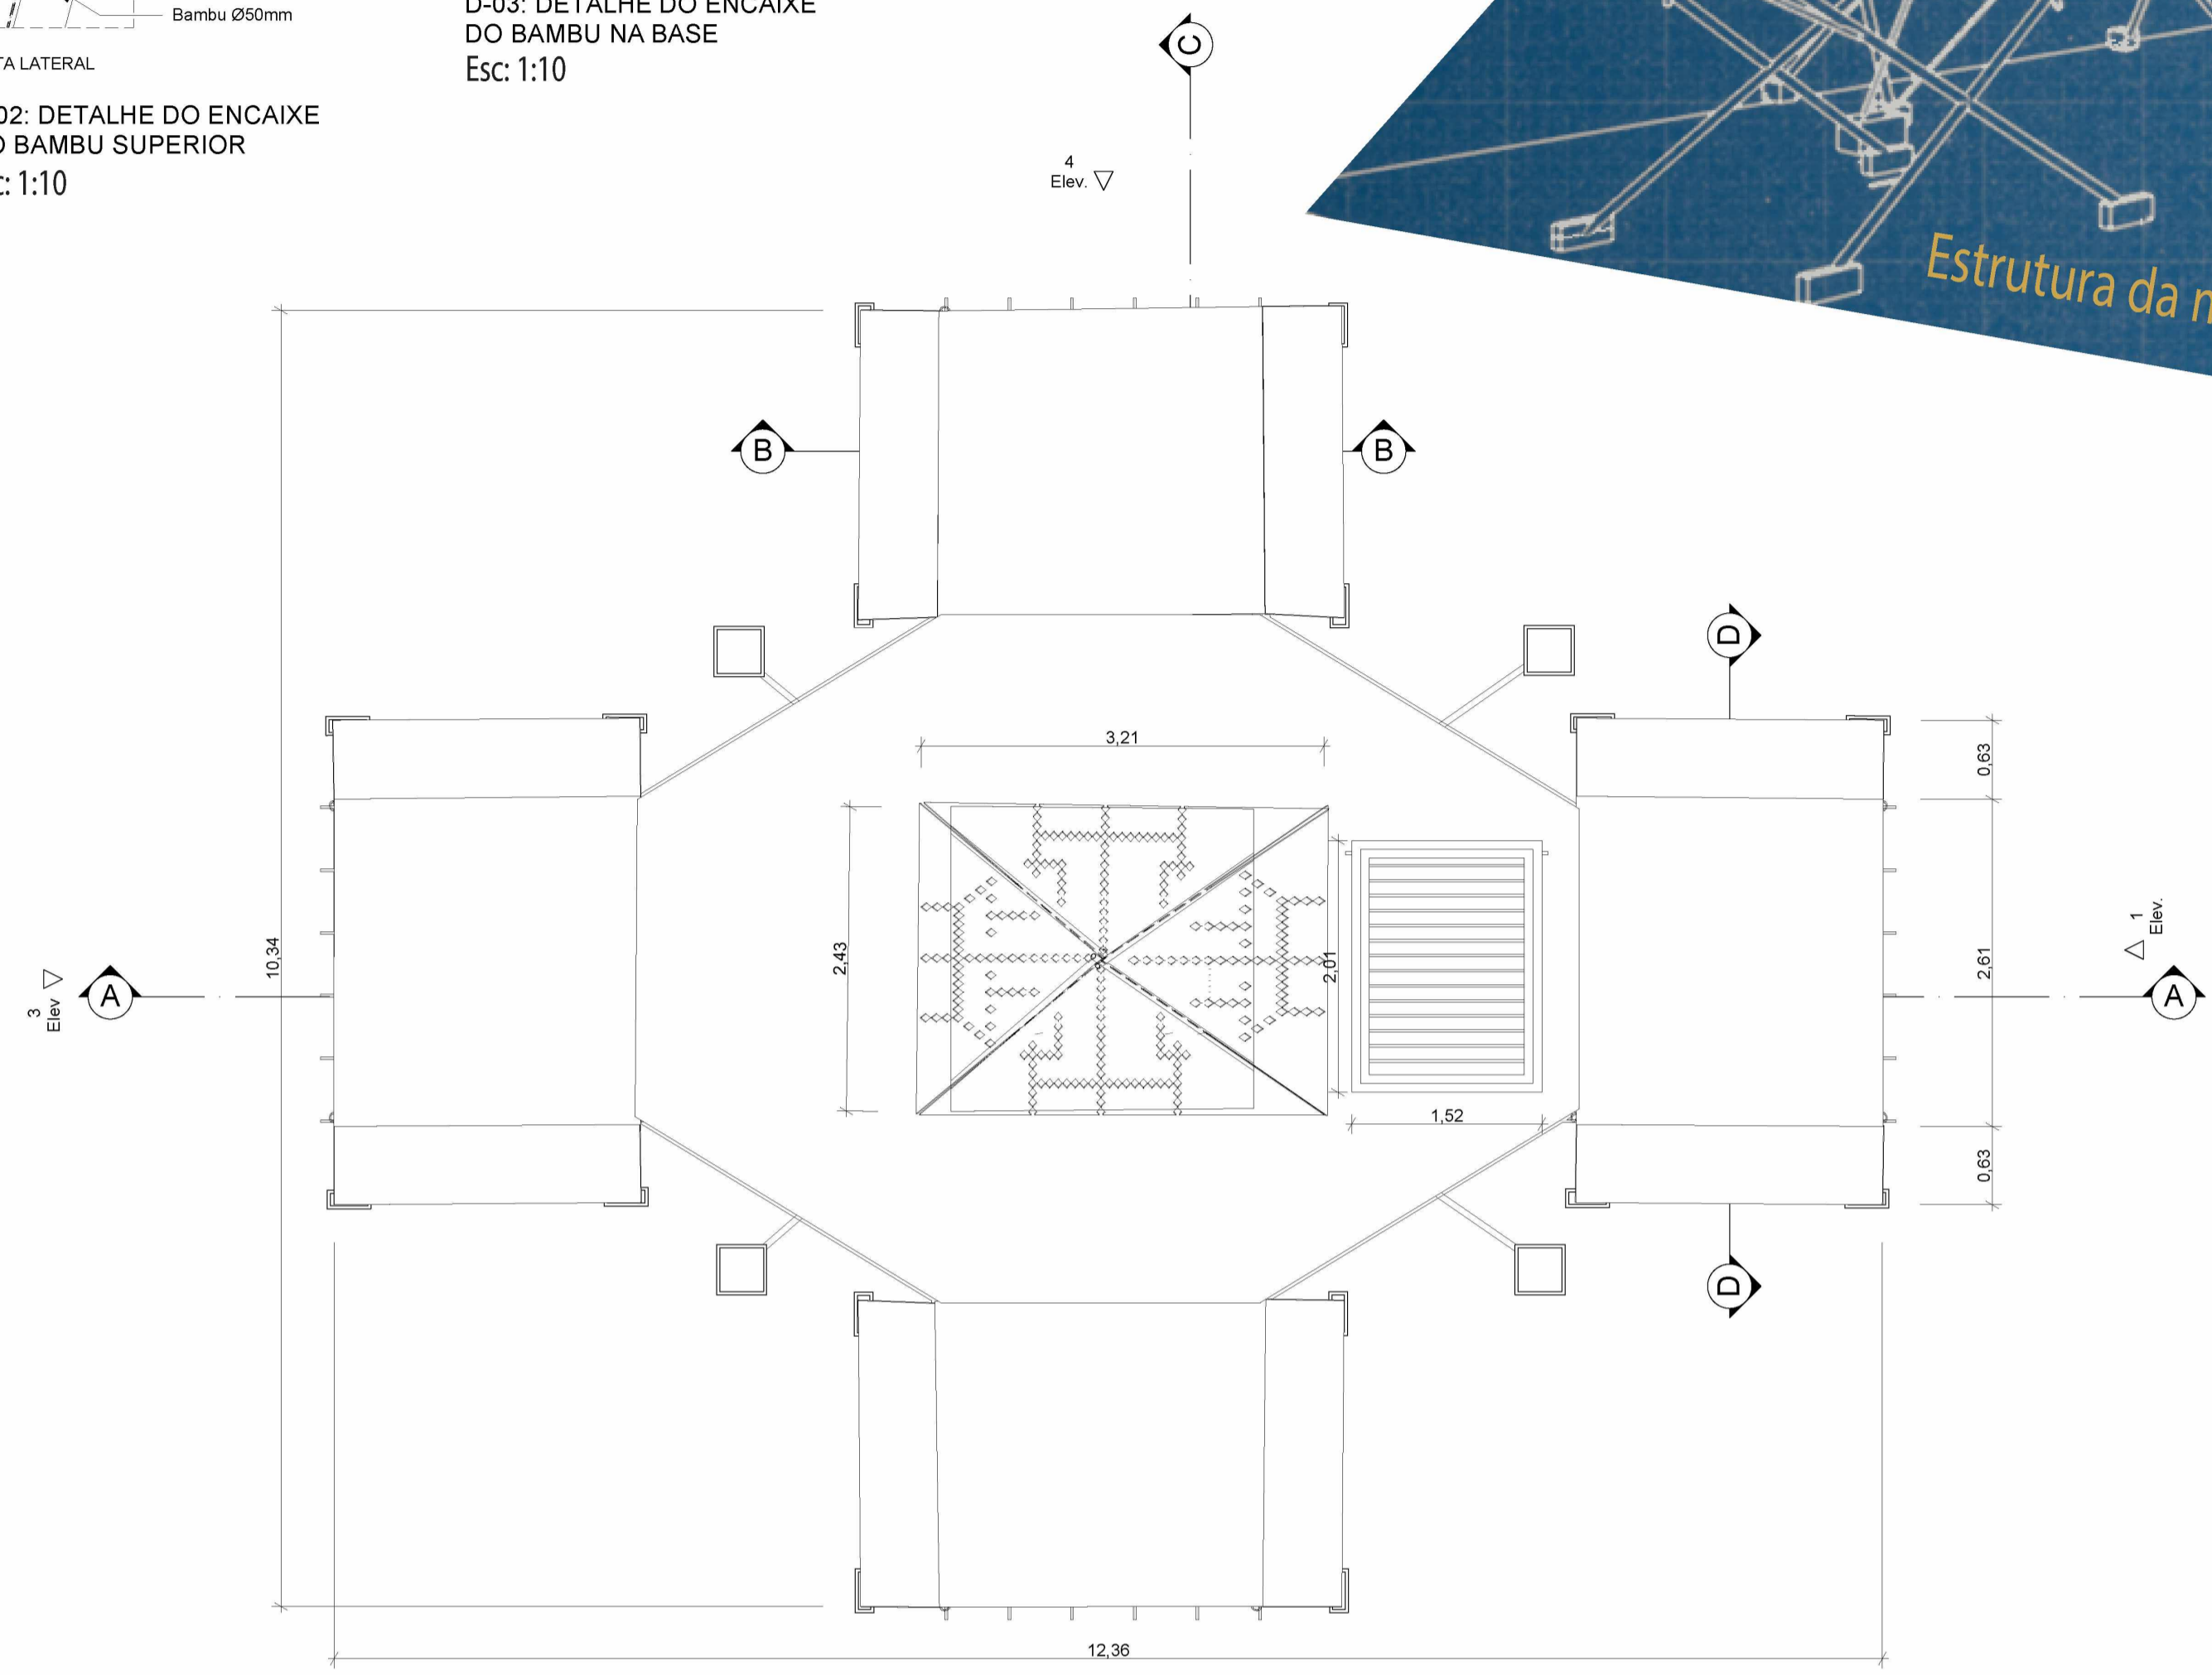 Bambu Ø50mm
TA LATERAL
02: DETALHE DO ENCAIXE
O BAMBU SUPERIOR
c: 1:10
D-03: DETALHE DO ENCAIXE
DO BAMBU NA BASE
Esc: 1:10
C
4
Elev.
Estrutura da
B
B
D
3,21
0,63
2,43
2,01
10,34
2,61
1
Elev.
3
Elev
A
A
1,52
0,63
D
12,36